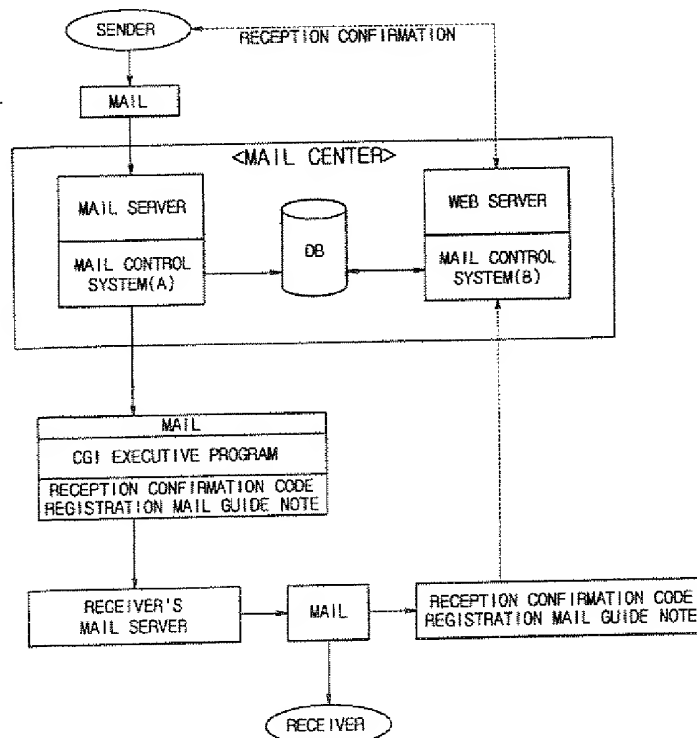 SENDER
RECEPTION CONFIRMATION
MAIL
<MAIL CENTER>
MAIL SERVER
MAIL CONTROL
SYSTEM(A)
DB
WEB SERVER
MAIL CONTROL
SYSTEM(B)
MAIL
CGI EXECUTIVE PROGRAM
RECEPTION CONFIRMATION CODE
REGISTRATION MAIL GUIDE NOTE
RECEIVER'S
MAIL SERVER
MAIL
RECEPTION CONFIRMATION CODE
REGISTRATION MAIL GUIDE NOTE
RECEIVER